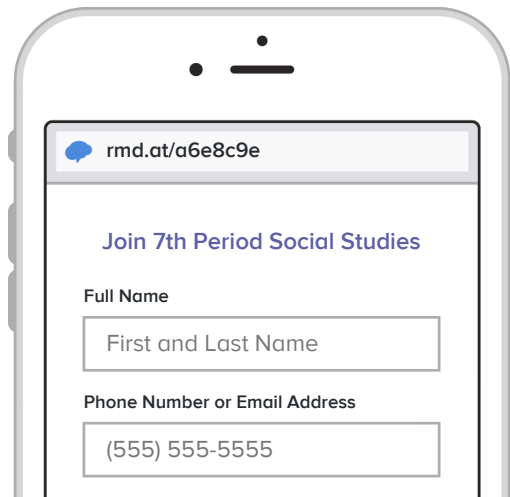 rmd.at/a6e8c9e
Join 7th Period Social Studies
Full Name
First and Last Name
Phone Number or Email Address
(555) 555-5555